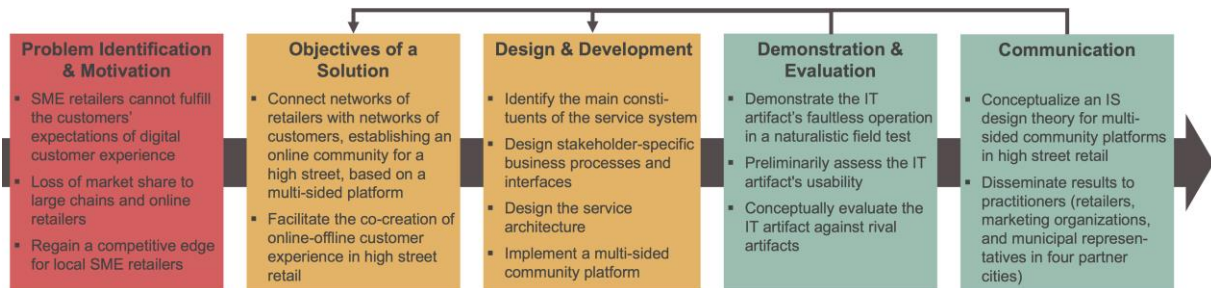 Problem Identification
& Motivation
▪ SME retailers cannot fulfill
the customers'
expectations of digital
customer experience
▪ Loss of market share to
large chains and online
retailers
▪ Regain a competitive edge
for local SME retailers
Objectives of a
Solution
▪ Connect networks of
retailers with networks of
customers, establishing an
online community for a
high street, based on a
multi-sided platform
▪ Facilitate the co-creation of
online-offline customer
experience in high street
retail
Design & Development
▪ Identify the main consti-
tuents of the service system
▪ Design stakeholder-specific
business processes and
interfaces
▪ Design the service
architecture
▪ Implement a multi-sided
community platform
Demonstration &
Evaluation
▪ Demonstrate the IT
artifact's faultless operation
in a naturalistic field test
▪ Preliminarily assess the IT
artifact's usability
▪ Conceptually evaluate the
IT artifact against rival
artifacts
Communication
▪ Conceptualize an IS
design theory for multi-
sided community platforms
in high street retail
▪ Disseminate results to
practitioners (retailers,
marketing organizations,
and municipal represen-
tatives in four partner
cities)